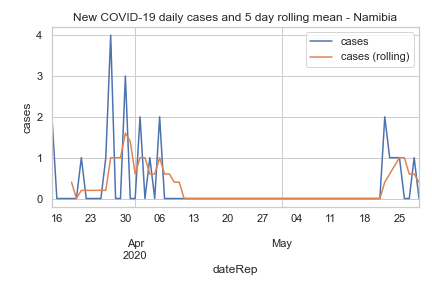 New COVID-19 daily cases and 5 day rolling mean - Namibia
cases
cases (rolling)
cases
4
3
2
1
0
16 23 30 06 13 20 27 04 11 18 25
Apr May
2020
dateRep